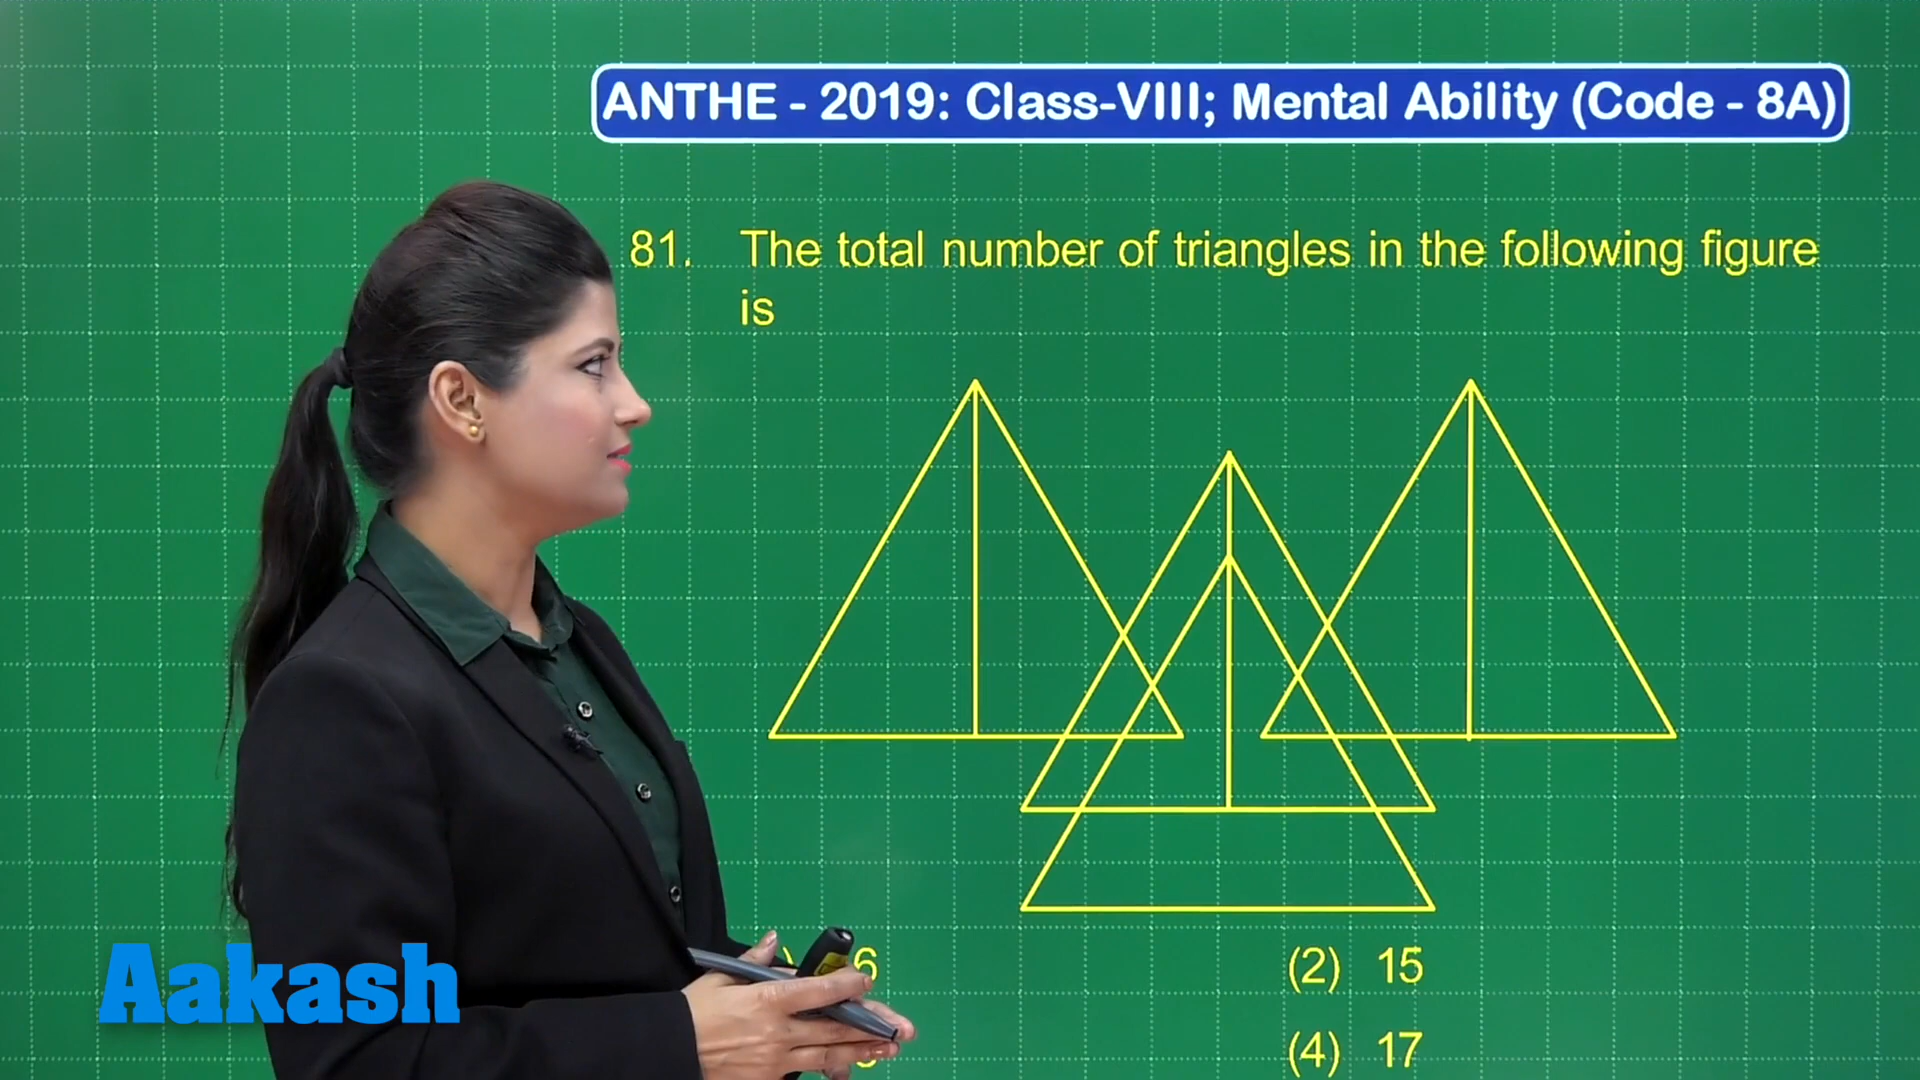 ANTHE - 2019: Class-VIII; Mental Ability (Code - 8A)
81. The total number of triangles in the following figure
is
6
(2) 15
(4) 17
Aakash